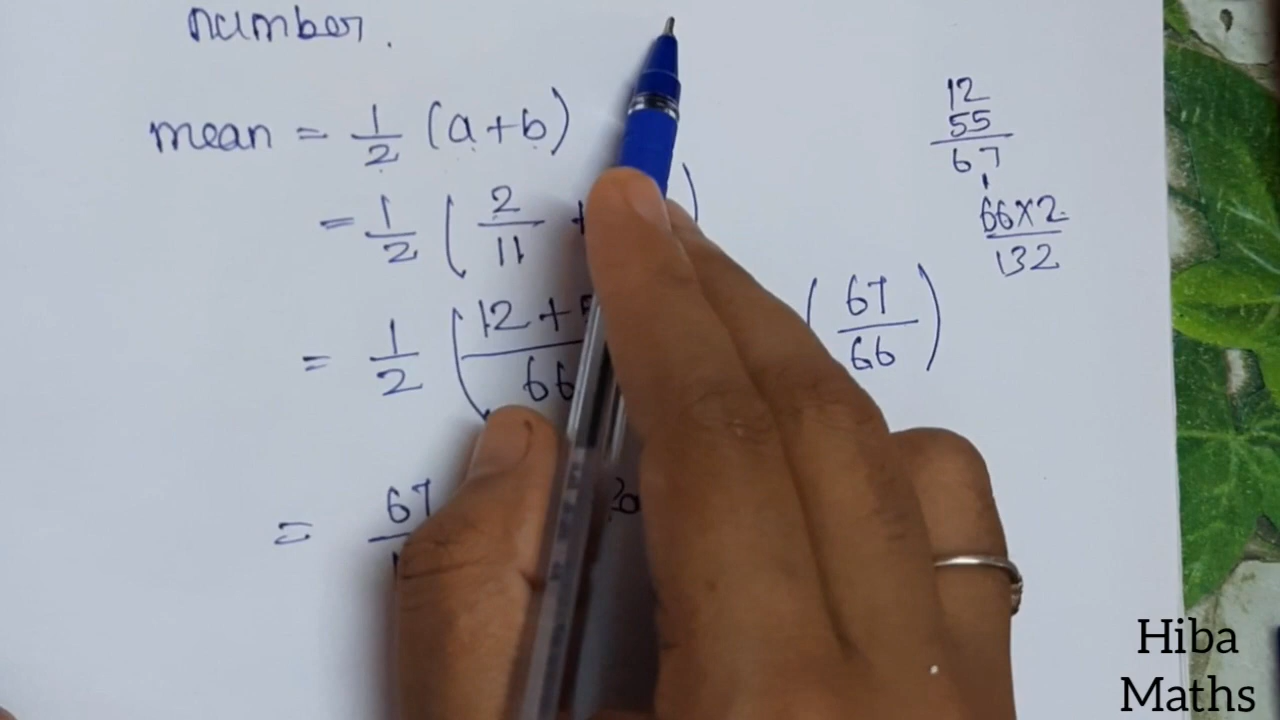 number.
mean = 1/2 (a+b)
= 1/2 ( 2/11 + )
= 1/2 ( 12 + / 66 ( 67/66 )
= 67
12
55
67
66×2
132
Hiba
Maths